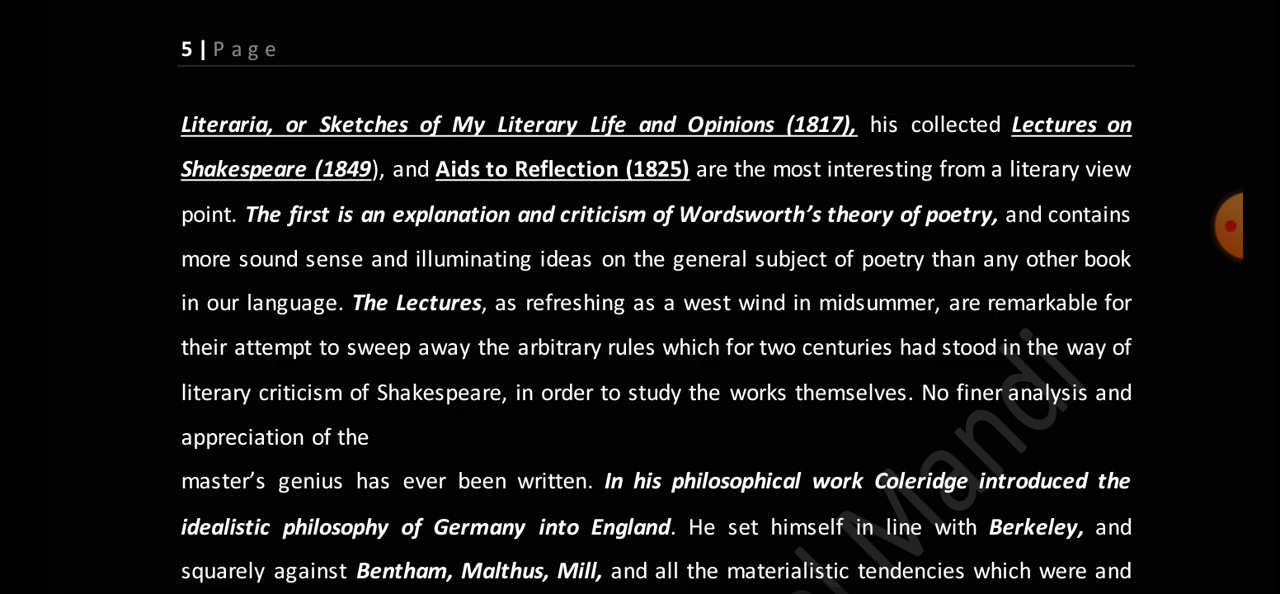 5 | P a g e
Literaria, or Sketches of My Literary Life and Opinions (1817), his collected Lectures on
Shakespeare (1849), and Aids to Reflection (1825) are the most interesting from a literary view
point. The first is an explanation and criticism of Wordsworth’s theory of poetry, and contains
more sound sense and illuminating ideas on the general subject of poetry than any other book
in our language. The Lectures, as refreshing as a west wind in midsummer, are remarkable for
their attempt to sweep away the arbitrary rules which for two centuries had stood in the way of
literary criticism of Shakespeare, in order to study the works themselves. No finer analysis and
appreciation of the
master’s genius has ever been written. In his philosophical work Coleridge introduced the
idealistic philosophy of Germany into England. He set himself in line with Berkeley, and
squarely against Bentham, Malthus, Mill, and all the materialistic tendencies which were and
Mandi